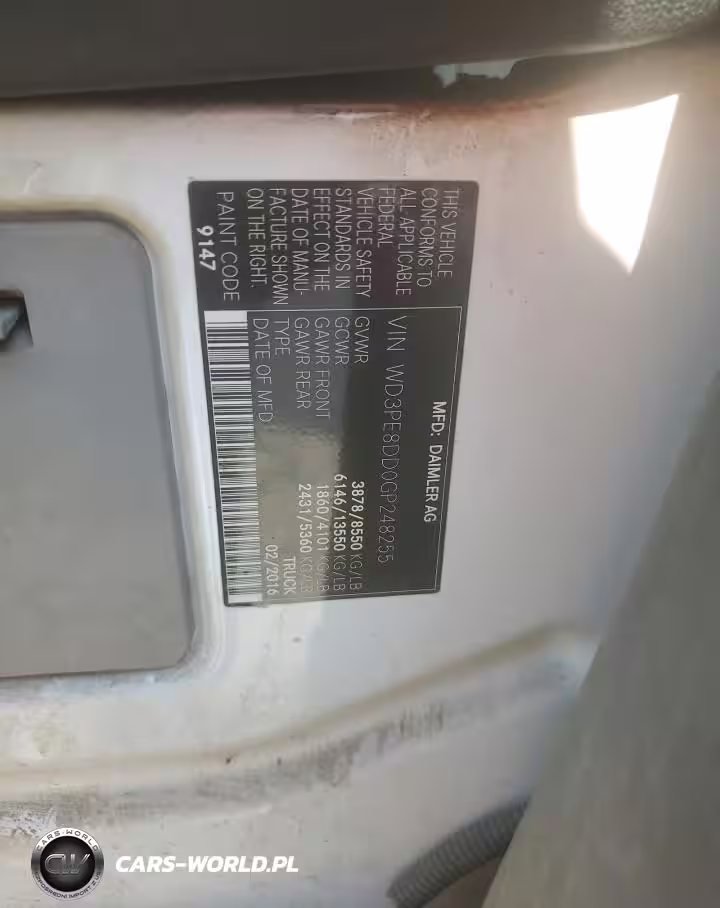 THIS VEHICLE
CONFORMS TO
ALL APPLICABLE
FEDERAL
VEHICLE SAFETY
STANDARDS IN
EFFECT ON THE
DATE OF MANU-
FACTURE SHOWN
ON THE RIGHT.
PAINT CODE
9147
MFD: DAIMLER AG
VIN WD3PE8DD0GP248255
GVWR 3878/8550 KG/LB
GCWR 6146/13550 KG/LB
GAWR FRONT 1860/4101 KG/LB
GAWR REAR 2431/5360 KG/LB
TYPE. TRUCK
DATE OF MFD 02/2016
CARS-WORLD
CW
CARS-WORLD.PL